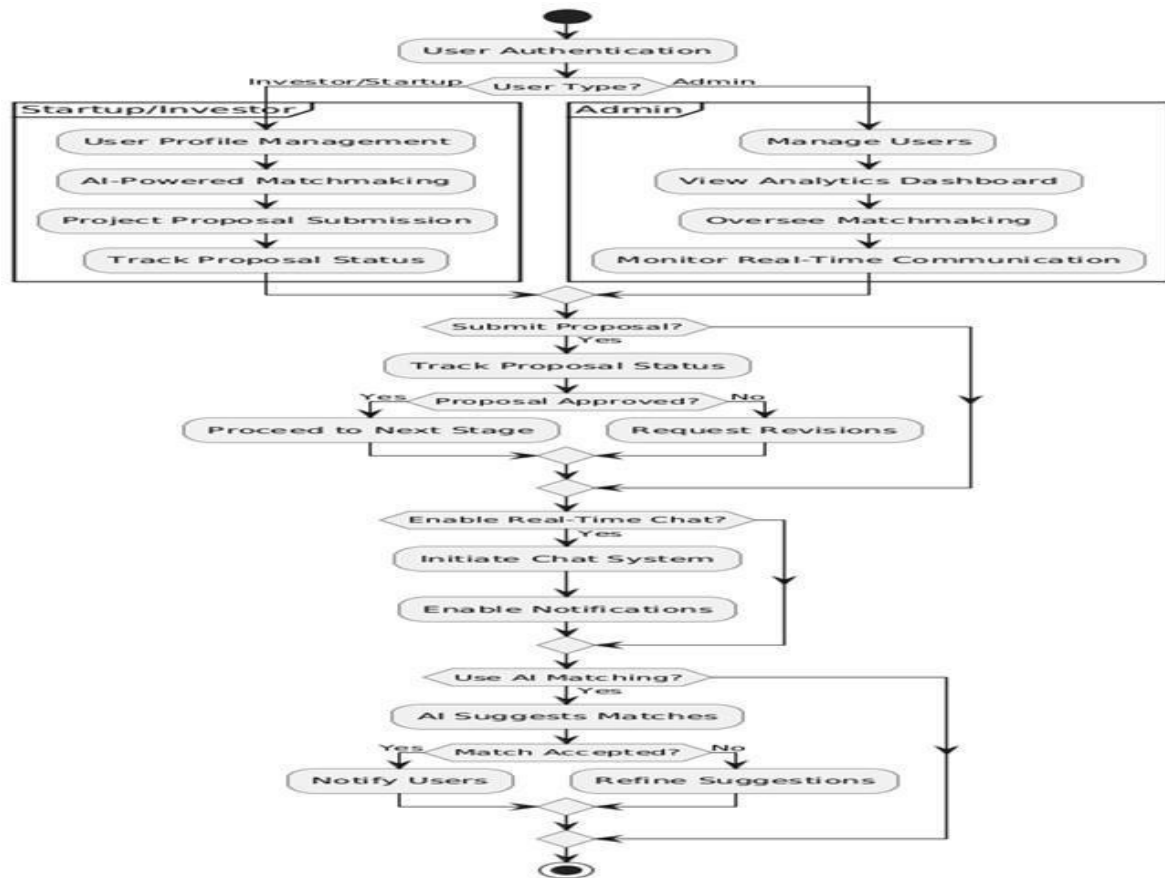 User Authentication
Investor/Startup
User Type?
Admin
Startup/Investor
User Profile Management
AI-Powered Matchmaking
Project Proposal Submission
Track Proposal Status
Admin
Manage Users
View Analytics Dashboard
Oversee Matchmaking
Monitor Real-Time Communication
Submit Proposal?
Yes
Track Proposal Status
Yes
Proposal Approved?
No
Proceed to Next Stage
Request Revisions
Enable Real-Time Chat?
Yes
Initiate Chat System
Enable Notifications
Use AI Matching?
Yes
AI Suggests Matches
Yes
Match Accepted?
No
Notify Users
Refine Suggestions